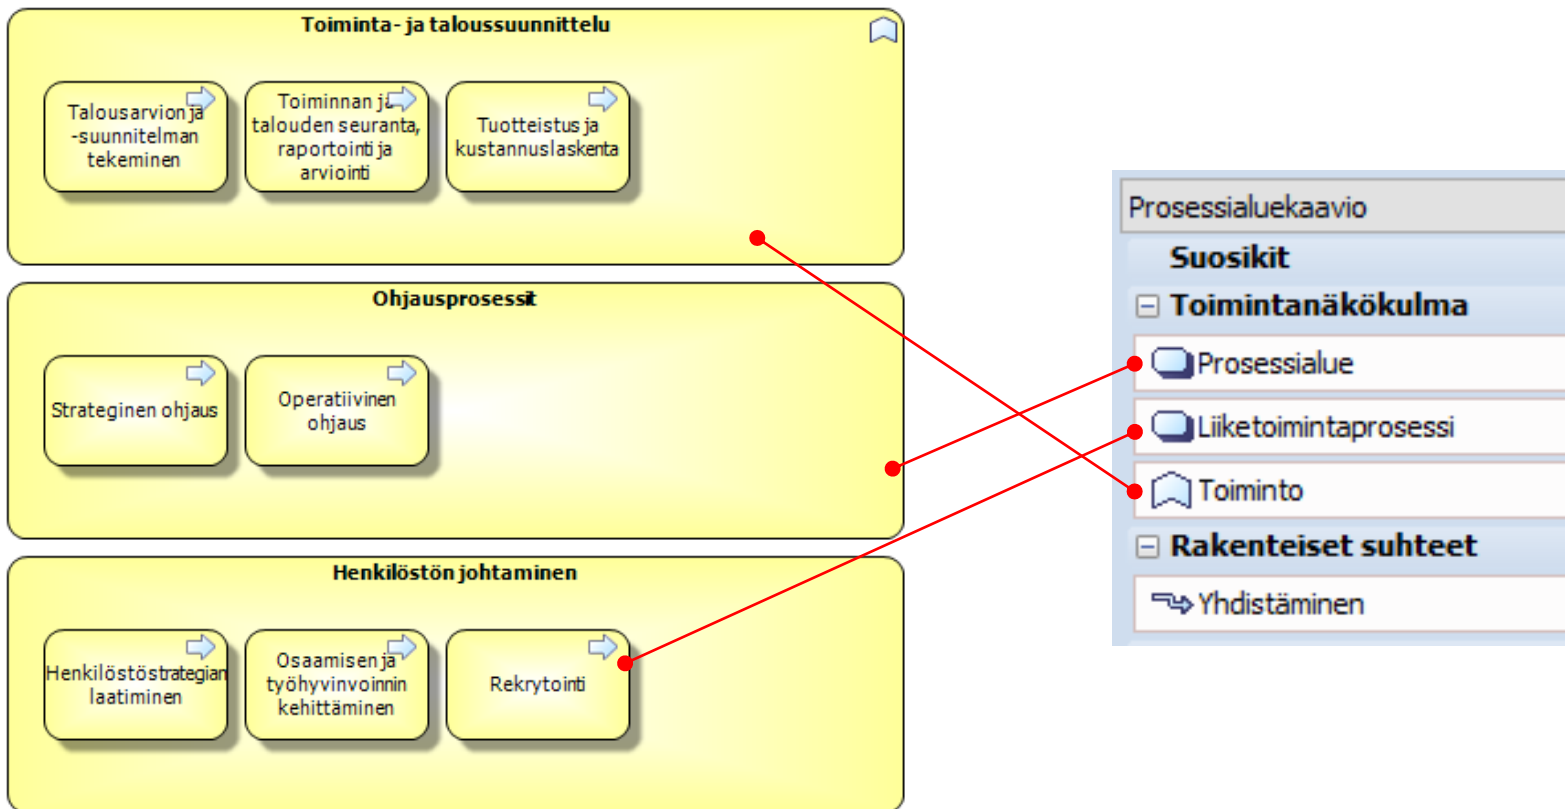 Toiminta- ja taloussuunnittelu
Talousarvion ja
-suunnitelman
tekeminen
Toiminnan ja
talouden seuranta,
raportointi ja
arviointi
Tuotteistus ja
kustannuslaskenta
Ohjausprosessit
Strateginen ohjaus
Operatiivinen
ohjaus
Henkilöstön johtaminen
Henkilöstöstrategian
laatiminen
Osaamisen ja
työhyvinvoinnin
kehittäminen
Rekrytointi
Prosessialuekaavio
Suosikit
Toimintanäkökulma
Prosessialue
Liiketoimintaprosessi
Toiminto
Rakenteiset suhteet
Yhdistäminen